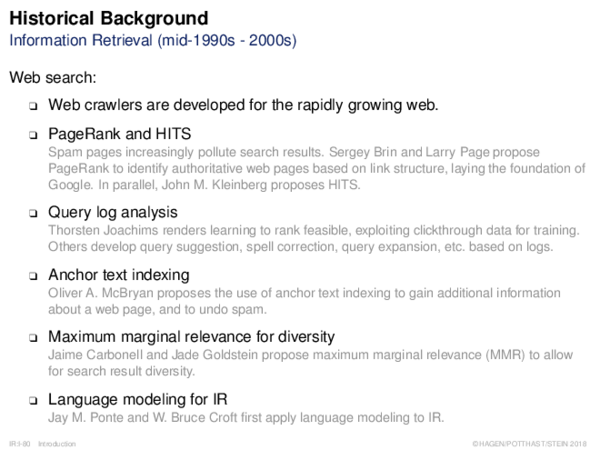 Historical Background
Information Retrieval (mid-1990s - 2000s)
Web search:
❏ Web crawlers are developed for the rapidly growing web.
❏ PageRank and HITS
Spam pages increasingly pollute search results. Sergey Brin and Larry Page propose
PageRank to identify authoritative web pages based on link structure, laying the foundation of
Google. In parallel, John M. Kleinberg proposes HITS.
❏ Query log analysis
Thorsten Joachims renders learning to rank feasible, exploiting clickthrough data for training.
Others develop query suggestion, spell correction, query expansion, etc. based on logs.
❏ Anchor text indexing
Oliver A. McBryan proposes the use of anchor text indexing to gain additional information
about a web page, and to undo spam.
❏ Maximum marginal relevance for diversity
Jaime Carbonell and Jade Goldstein propose maximum marginal relevance (MMR) to allow
for search result diversity.
❏ Language modeling for IR
Jay M. Ponte and W. Bruce Croft first apply language modeling to IR.
IR:I-80 Introduction ©HAGEN/POTTHAST/STEIN 2018